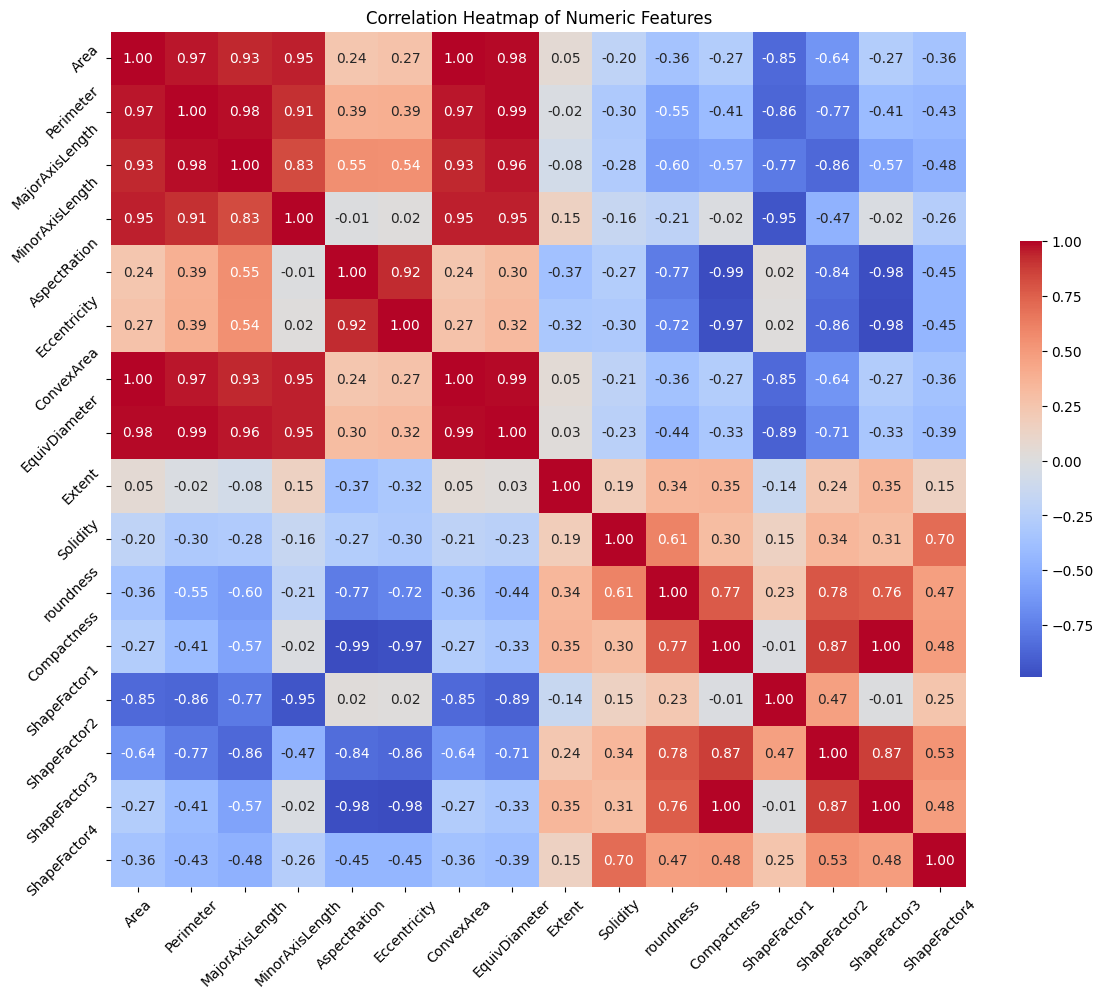 Correlation Heatmap of Numeric Features
Area 1.00 0.97 0.93 0.95 0.24 0.27 1.00 0.98 0.05 -0.20 -0.36 -0.27 -0.85 -0.64 -0.27 -0.36
Perimeter 0.97 1.00 0.98 0.91 0.39 0.39 0.97 0.99 -0.02 -0.30 -0.55 -0.41 -0.86 -0.77 -0.41 -0.43
MajorAxisLength 0.93 0.98 1.00 0.83 0.55 0.54 0.93 0.96 -0.08 -0.28 -0.60 -0.57 -0.77 -0.86 -0.57 -0.48
MinorAxisLength 0.95 0.91 0.83 1.00 -0.01 0.02 0.95 0.95 0.15 -0.16 -0.21 -0.02 -0.95 -0.47 -0.02 -0.26
AspectRation 0.24 0.39 0.55 -0.01 1.00 0.92 0.24 0.30 -0.37 -0.27 -0.77 -0.99 0.02 -0.84 -0.98 -0.45
Eccentricity 0.27 0.39 0.54 0.02 0.92 1.00 0.27 0.32 -0.32 -0.30 -0.72 -0.97 0.02 -0.86 -0.98 -0.45
ConvexArea 1.00 0.97 0.93 0.95 0.24 0.27 1.00 0.99 0.05 -0.21 -0.36 -0.27 -0.85 -0.64 -0.27 -0.36
EquivDiameter 0.98 0.99 0.96 0.95 0.30 0.32 0.99 1.00 0.03 -0.23 -0.44 -0.33 -0.89 -0.71 -0.33 -0.39
Extent 0.05 -0.02 -0.08 0.15 -0.37 -0.32 0.05 0.03 1.00 0.19 0.34 0.35 -0.14 0.24 0.35 0.15
Solidity -0.20 -0.30 -0.28 -0.16 -0.27 -0.30 -0.21 -0.23 0.19 1.00 0.61 0.30 0.15 0.34 0.31 0.70
roundness -0.36 -0.55 -0.60 -0.21 -0.77 -0.72 -0.36 -0.44 0.34 0.61 1.00 0.77 0.23 0.78 0.76 0.47
Compactness -0.27 -0.41 -0.57 -0.02 -0.99 -0.97 -0.27 -0.33 0.35 0.30 0.77 1.00 -0.01 0.87 1.00 0.48
ShapeFactor1 -0.85 -0.86 -0.77 -0.95 0.02 0.02 -0.85 -0.89 -0.14 0.15 0.23 -0.01 1.00 0.47 -0.01 0.25
ShapeFactor2 -0.64 -0.77 -0.86 -0.47 -0.84 -0.86 -0.64 -0.71 0.24 0.34 0.78 0.87 0.47 1.00 0.87 0.53
ShapeFactor3 -0.27 -0.41 -0.57 -0.02 -0.98 -0.98 -0.27 -0.33 0.35 0.31 0.76 1.00 -0.01 0.87 1.00 0.48
ShapeFactor4 -0.36 -0.43 -0.48 -0.26 -0.45 -0.45 -0.36 -0.39 0.15 0.70 0.47 0.48 0.25 0.53 0.48 1.00
Area Perimeter MajorAxisLength MinorAxisLength AspectRation Eccentricity ConvexArea EquivDiameter Extent Solidity roundness Compactness ShapeFactor1 ShapeFactor2 ShapeFactor3 ShapeFactor4
1.00
0.75
0.50
0.25
0.00
−0.25
−0.50
−0.75